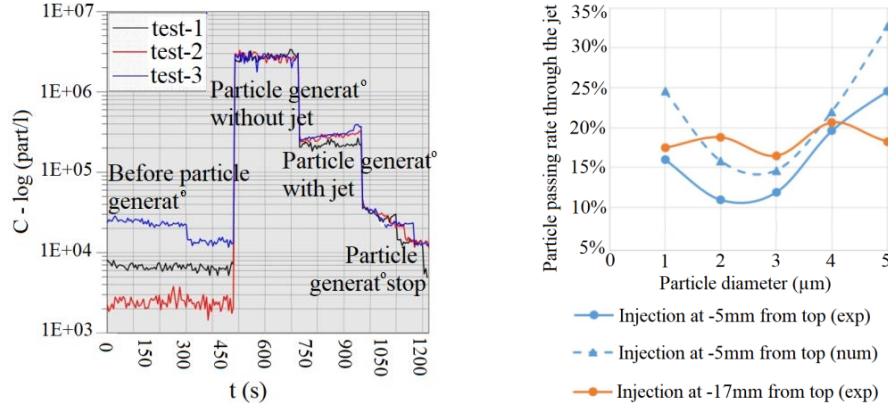 1E+07
1E+06
1E+05
1E+04
1E+03
C - log (part/l)
test-1
test-2
test-3
Particle generat°
without jet
Before particle
generat°
Particle generat°
with jet
Particle
generat°stop
0
150
300
450
600
750
900
1050
1200
t (s)
35%
30%
25%
20%
15%
10%
5%
Particle passing rate through the jet
0
1
2
3
4
5
Particle diameter (µm)
Injection at -5mm from top (exp)
Injection at -5mm from top (num)
Injection at -17mm from top (exp)